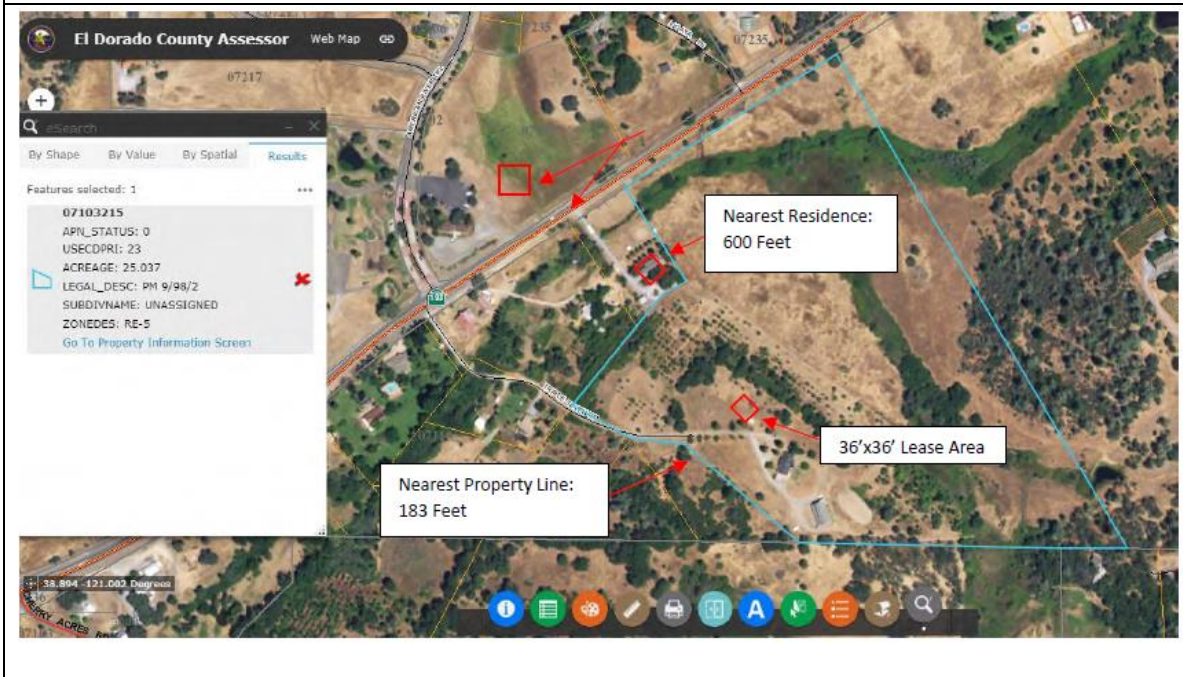 El Dorado County Assessor Web Map
07217
07235
eSearch
By Shape By Value By Spatial Results
Features selected: 1
07103215
APN_STATUS: 0
USECDPRI: 23
ACREAGE: 25.037
LEGAL_DESC: PM 9/98/2
SUBDIVNAME: UNASSIGNED
ZONEDES: RE-5
Go To Property Information Screen
Nearest Residence:
600 Feet
193
36'x36' Lease Area
Nearest Property Line:
183 Feet
38.894 -121.002 Degrees
A